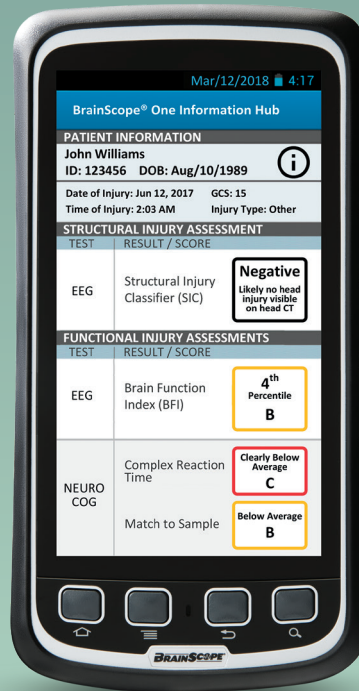 Mar/12/2018 4:17
BrainScope® One Information Hub
PATIENT INFORMATION
John Williams
ID: 123456 DOB: Aug/10/1989
Date of Injury: Jun 12, 2017 GCS: 15
Time of Injury: 2:03 AM Injury Type: Other
STRUCTURAL INJURY ASSESSMENT
TEST RESULT / SCORE
EEG
Structural Injury
Classifier (SIC)
Negative
Likely no head
injury visible
on head CT
FUNCTIONAL INJURY ASSESSMENTS
TEST RESULT / SCORE
EEG
Brain Function
Index (BFI)
4th
Percentile
B
NEURO
COG
Complex Reaction
Time
Clearly Below
Average
C
Match to Sample
Below Average
B
BRAINSCOPE